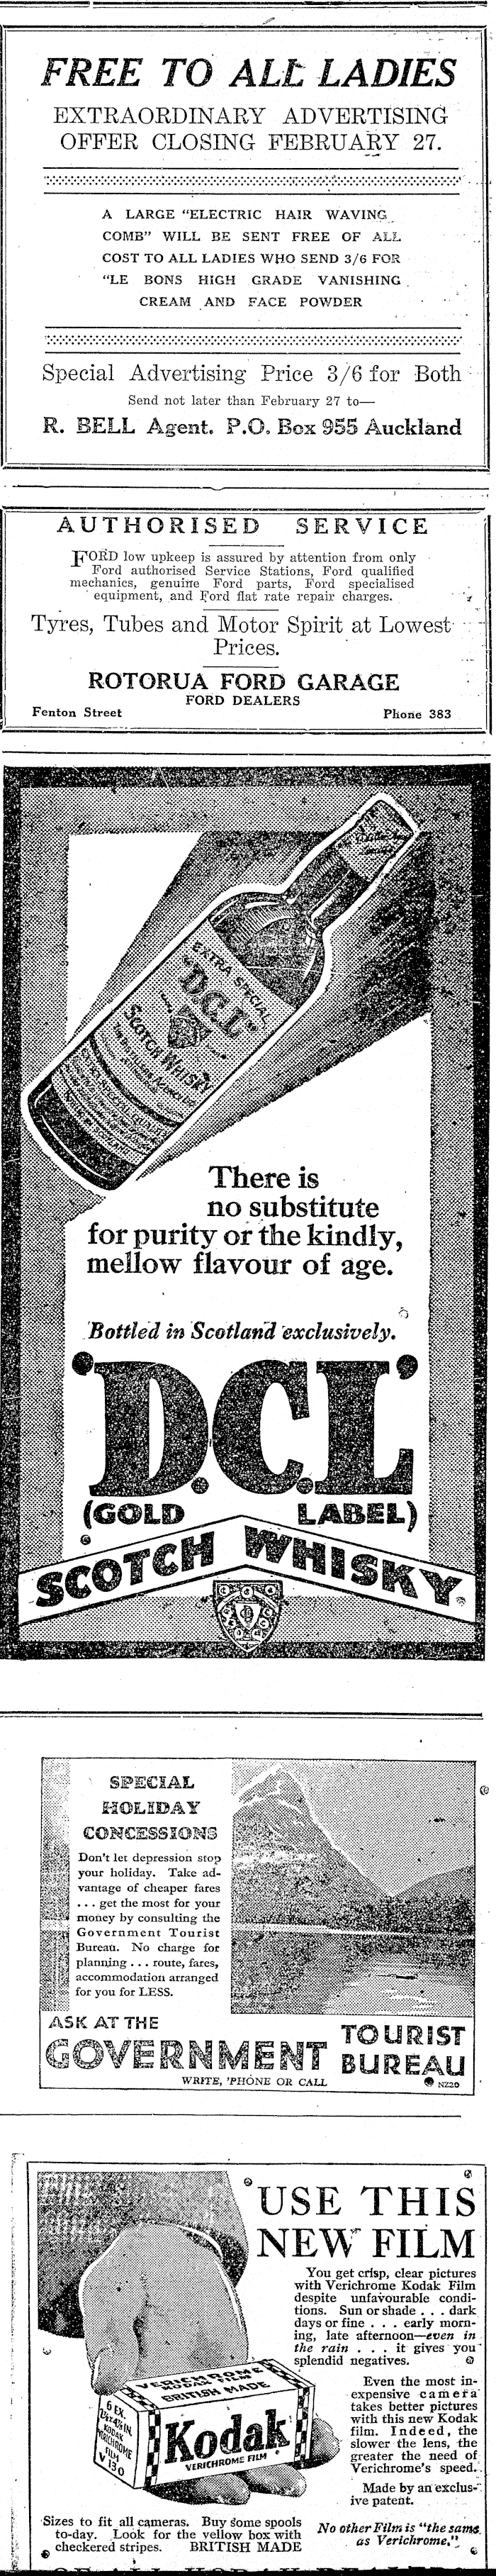 FREE TO ALL LADIES
EXTRAORDINARY ADVERTISING
OFFER CLOSING FEBRUARY 27.
A LARGE "ELECTRIC HAIR WAVING
COMB" WILL BE SENT FREE OF ALL
COST TO ALL LADIES WHO SEND 3/6 FOR
"LE BONS HIGH GRADE VANISHING
CREAM AND FACE POWDER
Special Advertising Price 3/6 for Both
Send not later than February 27 to—
R. BELL Agent. P.O. Box 955 Auckland
AUTHORISED SERVICE
FORD low upkeep is assured by attention from only
Ford authorised Service Stations, Ford qualified
mechanics, genuine Ford parts, Ford specialised
equipment, and Ford flat rate repair charges.
Tyres, Tubes and Motor Spirit at Lowest
Prices.
ROTORUA FORD GARAGE
FORD DEALERS
Fenton Street Phone 383
EXTRA SPECIAL
"D.C.L"
SCOTCH WHISKY
There is
no substitute
for purity or the kindly,
mellow flavour of age.
Bottled in Scotland exclusively.
'D.C.L'
(GOLD LABEL)
SCOTCH WHISKY
SPECIAL
HOLIDAY
CONCESSIONS
Don't let depression stop
your holiday. Take ad-
vantage of cheaper fares
. . . get the most for your
money by consulting the
Government Tourist
Bureau. No charge for
planning . . . route, fares,
accommodation arranged
for you for LESS.
ASK AT THE
GOVERNMENT TOURIST
BUREAU
WRITE, 'PHONE OR CALL
NZ20
USE THIS
NEW FILM
You get crisp, clear pictures
with Verichrome Kodak Film
despite unfavourable condi-
tions. Sun or shade . . . dark
days or fine . . . early morn-
ing, late afternoon—even in
the rain . . . it gives you
splendid negatives.
Even the most in-
expensive camera
takes better pictures
with this new Kodak
film. Indeed, the
slower the lens, the
greater the need of
Verichrome's speed.
Made by an exclus-
ive patent.
VERICHROME
KODAK FILM
BRITISH MADE
6 EX.
2½x4¼ IN.
KODAK
VERICHROME
FILM
V130
Kodak
VERICHROME FILM
Sizes to fit all cameras. Buy some spools
to-day. Look for the yellow box with
checkered stripes. BRITISH MADE
No other Film is "the same
as Verichrome."